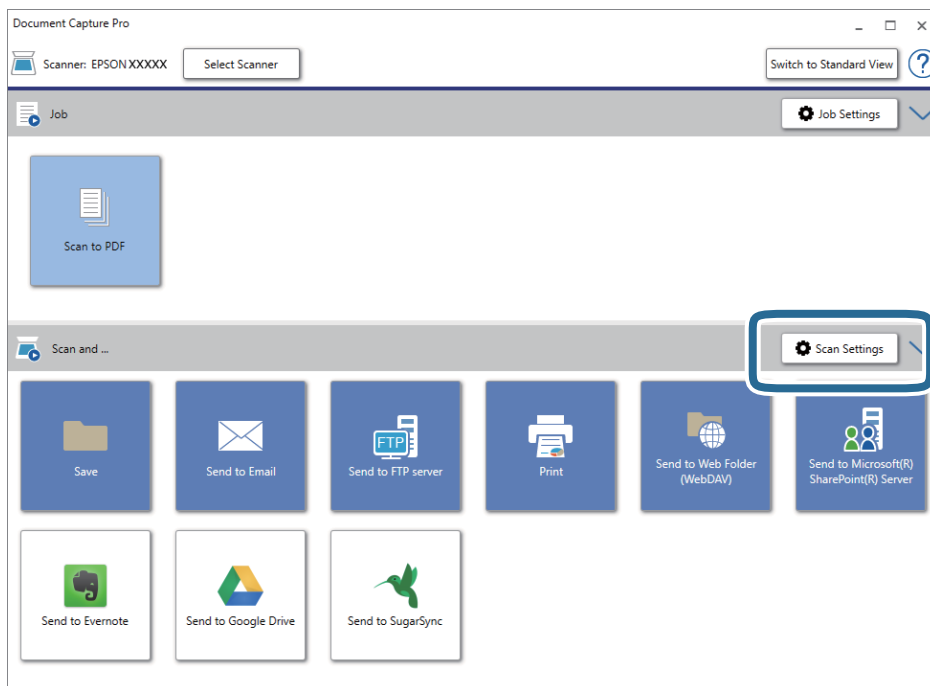 Document Capture Pro
Scanner: EPSON XXXXX
Select Scanner
Switch to Standard View
?
Job
Job Settings
Scan to PDF
Scan and ...
Scan Settings
Save
Send to Email
FTP
Send to FTP server
Print
Send to Web Folder
(WebDAV)
Send to Microsoft(R)
SharePoint(R) Server
Send to Evernote
Send to Google Drive
Send to SugarSync